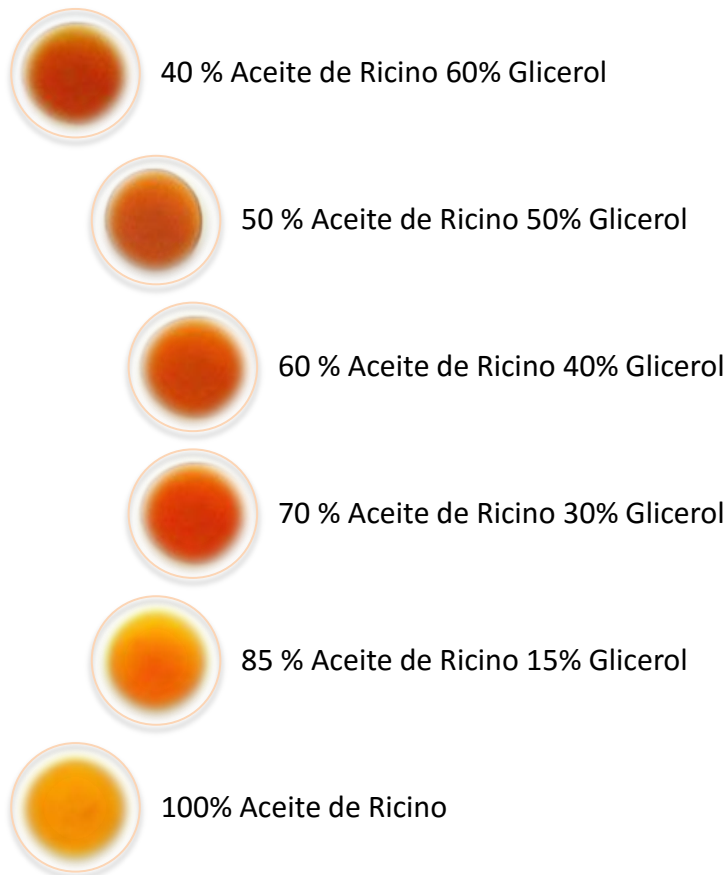 40 % Aceite de Ricino 60% Glicerol
50 % Aceite de Ricino 50% Glicerol
60 % Aceite de Ricino 40% Glicerol
70 % Aceite de Ricino 30% Glicerol
85 % Aceite de Ricino 15% Glicerol
100% Aceite de Ricino